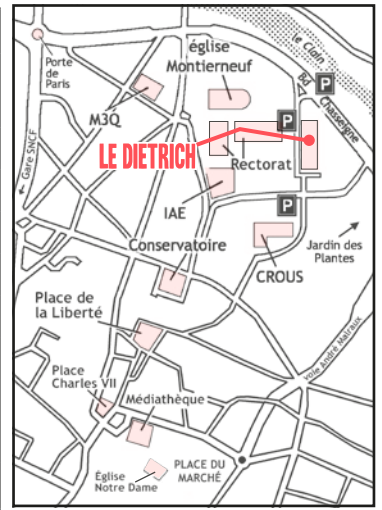 église
Montierneuf
le Clain
Bd Chasseigne
P
Porte
de
Paris
M3Q
P
LE DIETRICH
Rectorat
← Gare SNCF
IAE
P
Conservatoire
Jardin des
Plantes
CROUS
Place de
la Liberté
voie André Malraux
Place
Charles VII
Médiathèque
Église
Notre Dame
PLACE DU
MARCHÉ